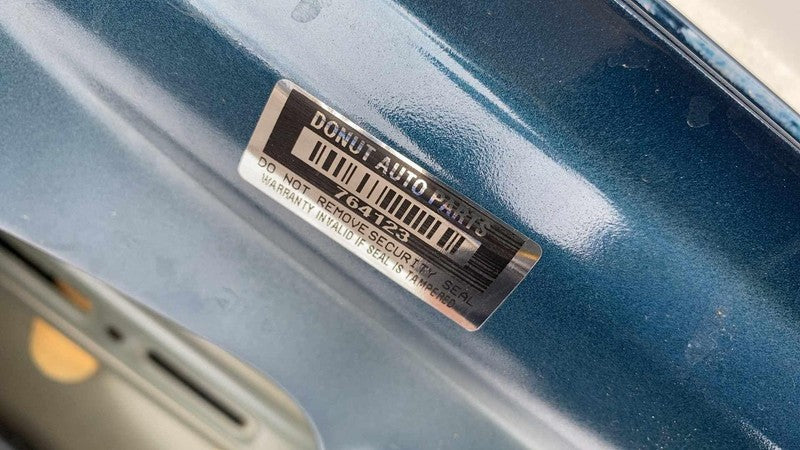 DONUT AUTO PARTS
764123
DO NOT REMOVE SECURITY SEAL
WARRANTY INVALID IF SEAL IS TAMPERED